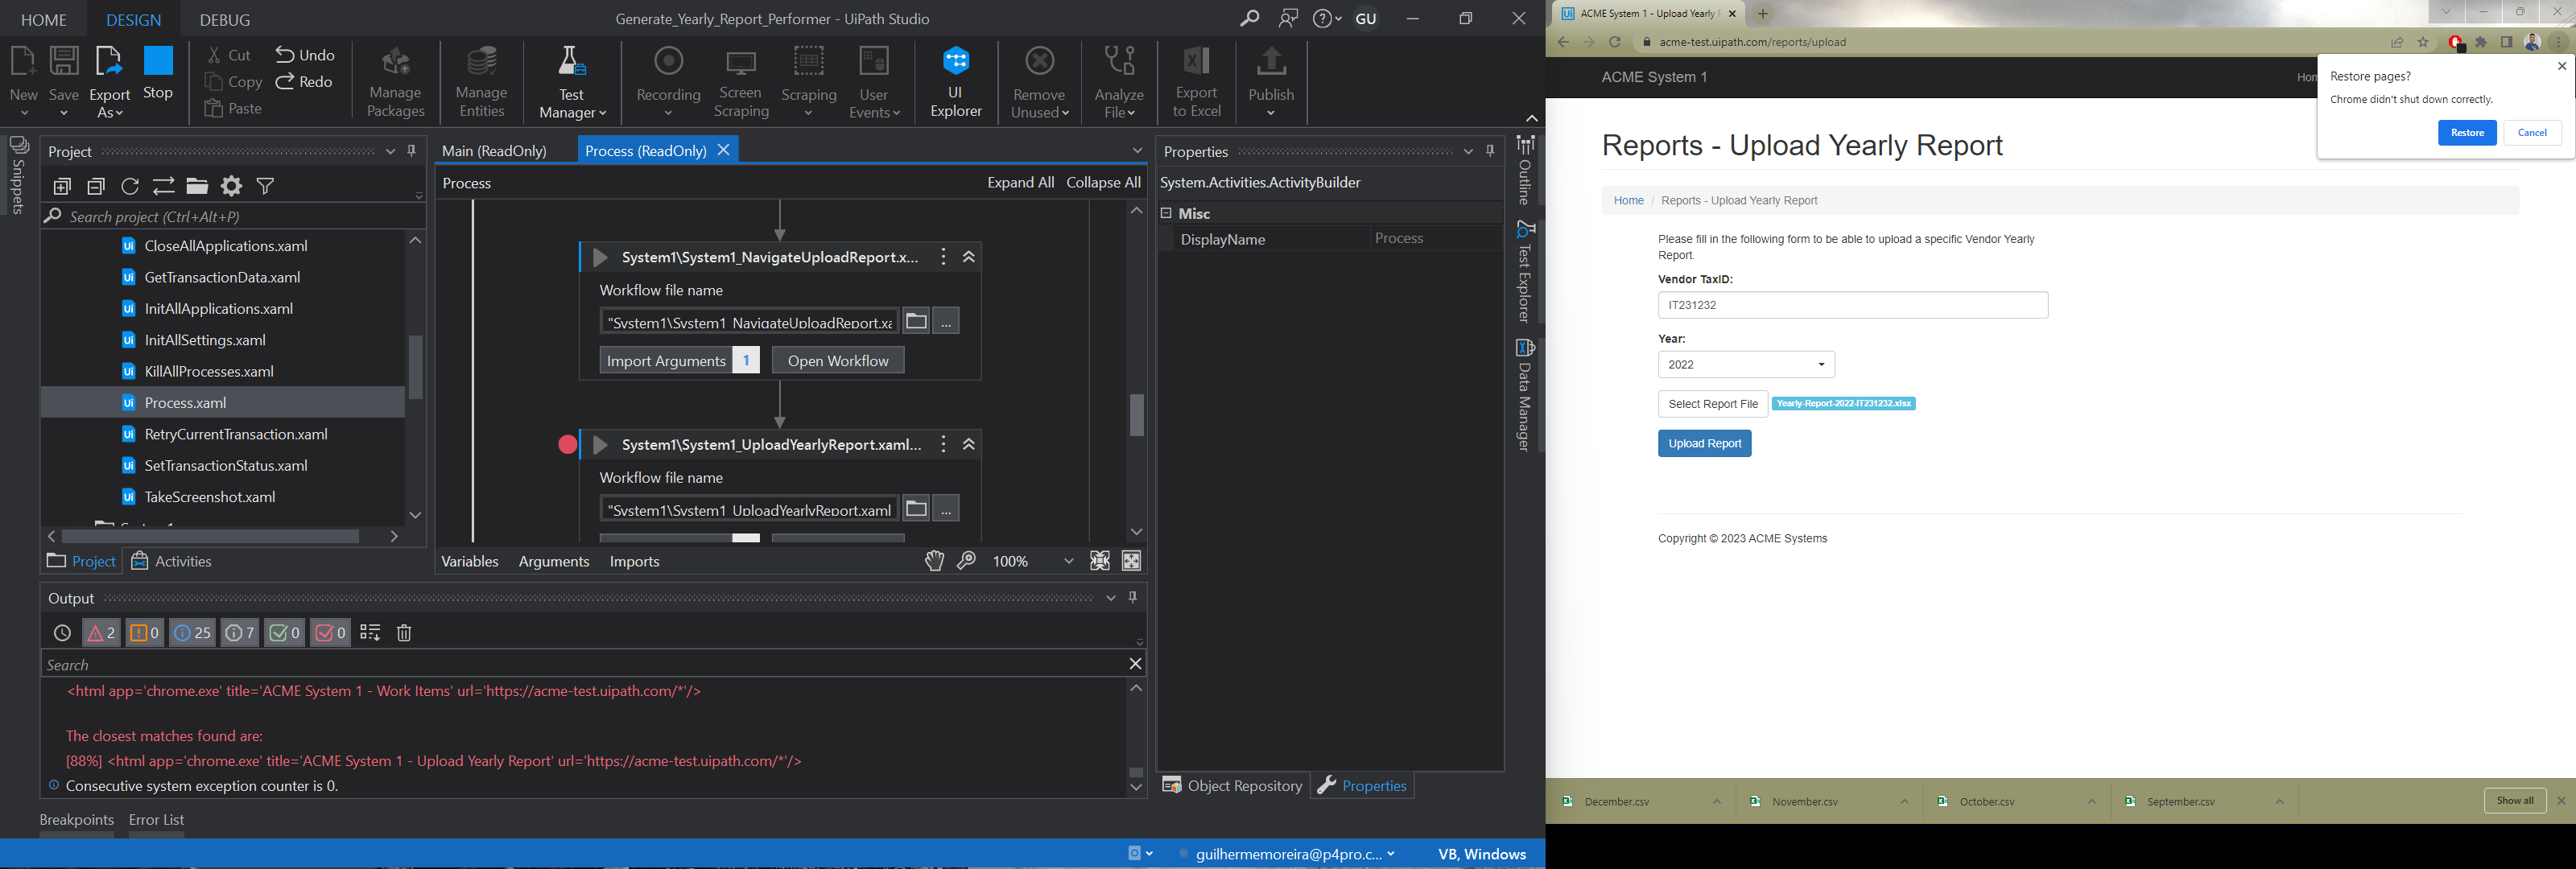 HOME
DESIGN
DEBUG
Generate_Yearly_Report_Performer - UiPath Studio
GU
New
Save
Export As
Stop
Cut
Copy
Paste
Undo
Redo
Manage Packages
Manage Entities
Test Manager
Recording
Screen Scraping
Scraping
User Events
UI Explorer
Remove Unused
Analyze File
Export to Excel
Publish
Snippets
Project
Search project (Ctrl+Alt+P)
Ui CloseAllApplications.xaml
Ui GetTransactionData.xaml
Ui InitAllApplications.xaml
Ui InitAllSettings.xaml
Ui KillAllProcesses.xaml
Ui Process.xaml
Ui RetryCurrentTransaction.xaml
Ui SetTransactionStatus.xaml
Ui TakeScreenshot.xaml
Project
Activities
Main (ReadOnly)
Process (ReadOnly)
Process
Expand All
Collapse All
System1\System1_NavigateUploadReport.x...
Workflow file name
"System1\System1_NavigateUploadReport.xa
...
Import Arguments 1
Open Workflow
System1\System1_UploadYearlyReport.xaml...
Workflow file name
"System1\System1_UploadYearlyReport.xaml
...
Variables
Arguments
Imports
100%
Properties
System.Activities.ActivityBuilder
Misc
DisplayName
Process
Outline
Test Explorer
Data Manager
Object Repository
Properties
Output
2
0
25
7
0
0
Search
<html app='chrome.exe' title='ACME System 1 - Work Items' url='https://acme-test.uipath.com/*'/>
The closest matches found are:
[88%] <html app='chrome.exe' title='ACME System 1 - Upload Yearly Report' url='https://acme-test.uipath.com/*'/>
Consecutive system exception counter is 0.
Breakpoints
Error List
guilhermemoreira@p4pro.c...
VB, Windows
Ui ACME System 1 - Upload Yearly
acme-test.uipath.com/reports/upload
ACME System 1
Hom
Restore pages?
Chrome didn't shut down correctly.
Restore
Cancel
Reports - Upload Yearly Report
Home / Reports - Upload Yearly Report
Please fill in the following form to be able to upload a specific Vendor Yearly
Report.
Vendor TaxID:
IT231232
Year:
2022
Select Report File
Yearly-Report-2022-IT231232.xlsx
Upload Report
Copyright © 2023 ACME Systems
December.csv
November.csv
October.csv
September.csv
Show all